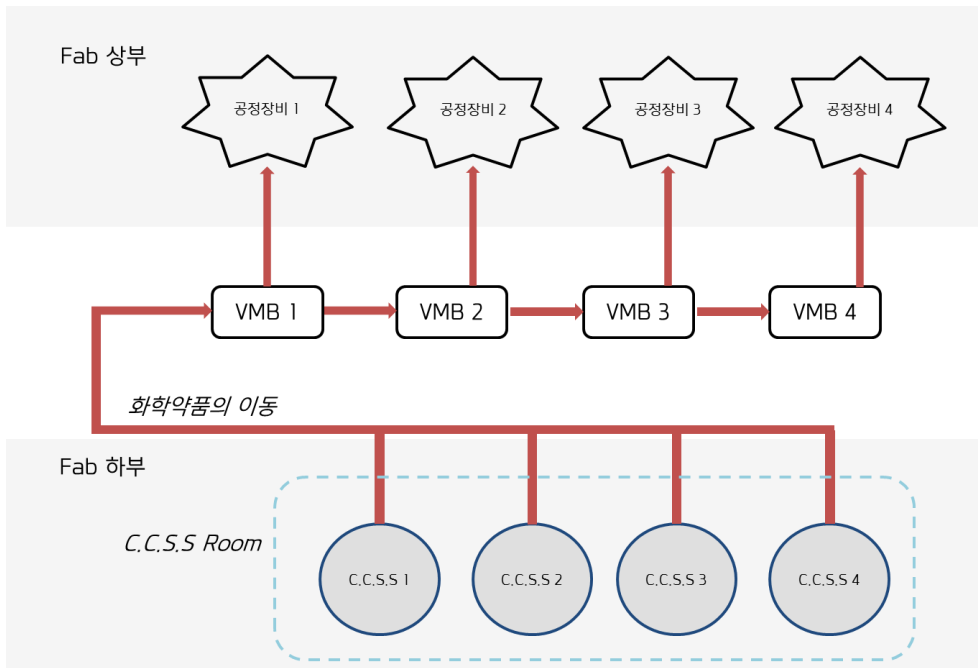 Fab 상부
공정장비 1
공정장비 2
공정장비 3
공정장비 4
VMB 1
VMB 2
VMB 3
VMB 4
화학약품의 이동
Fab 하부
C.C.S.S Room
C.C.S.S 1
C.C.S.S 2
C.C.S.S 3
C.C.S.S 4